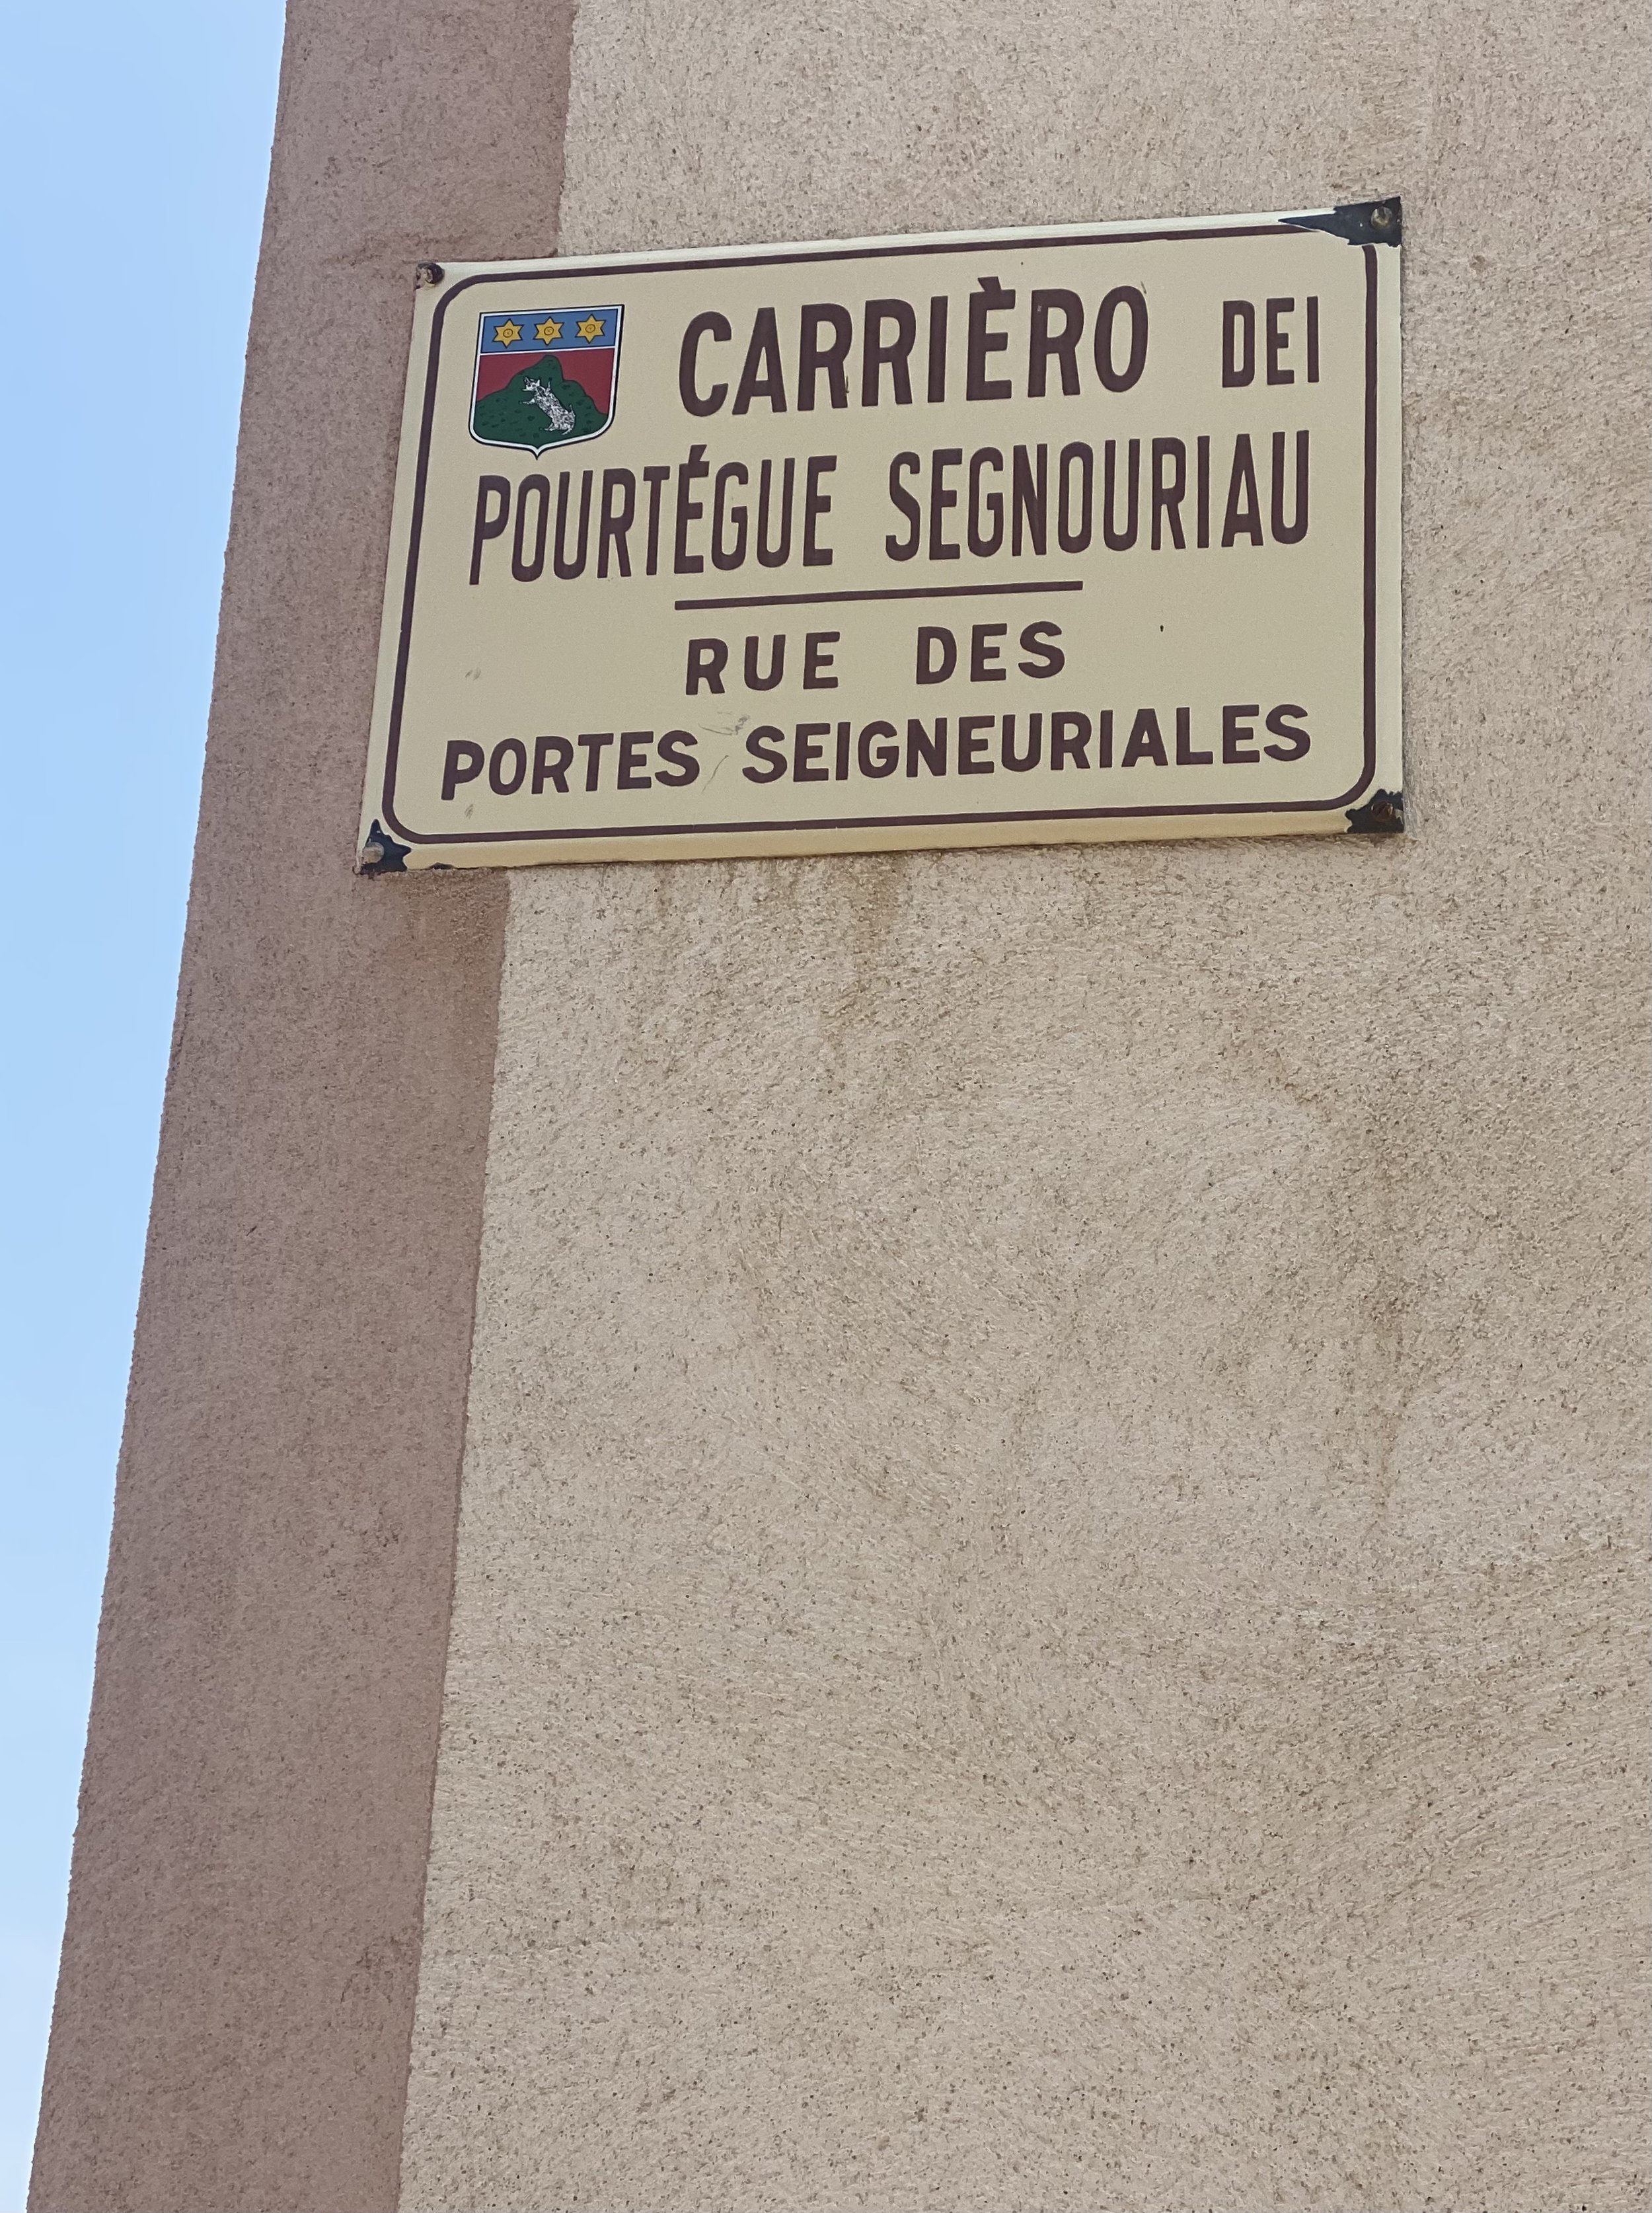 CARRIÈRO DEI
POURTÉGUE SEGNOURIAU
RUE DES
PORTES SEIGNEURIALES